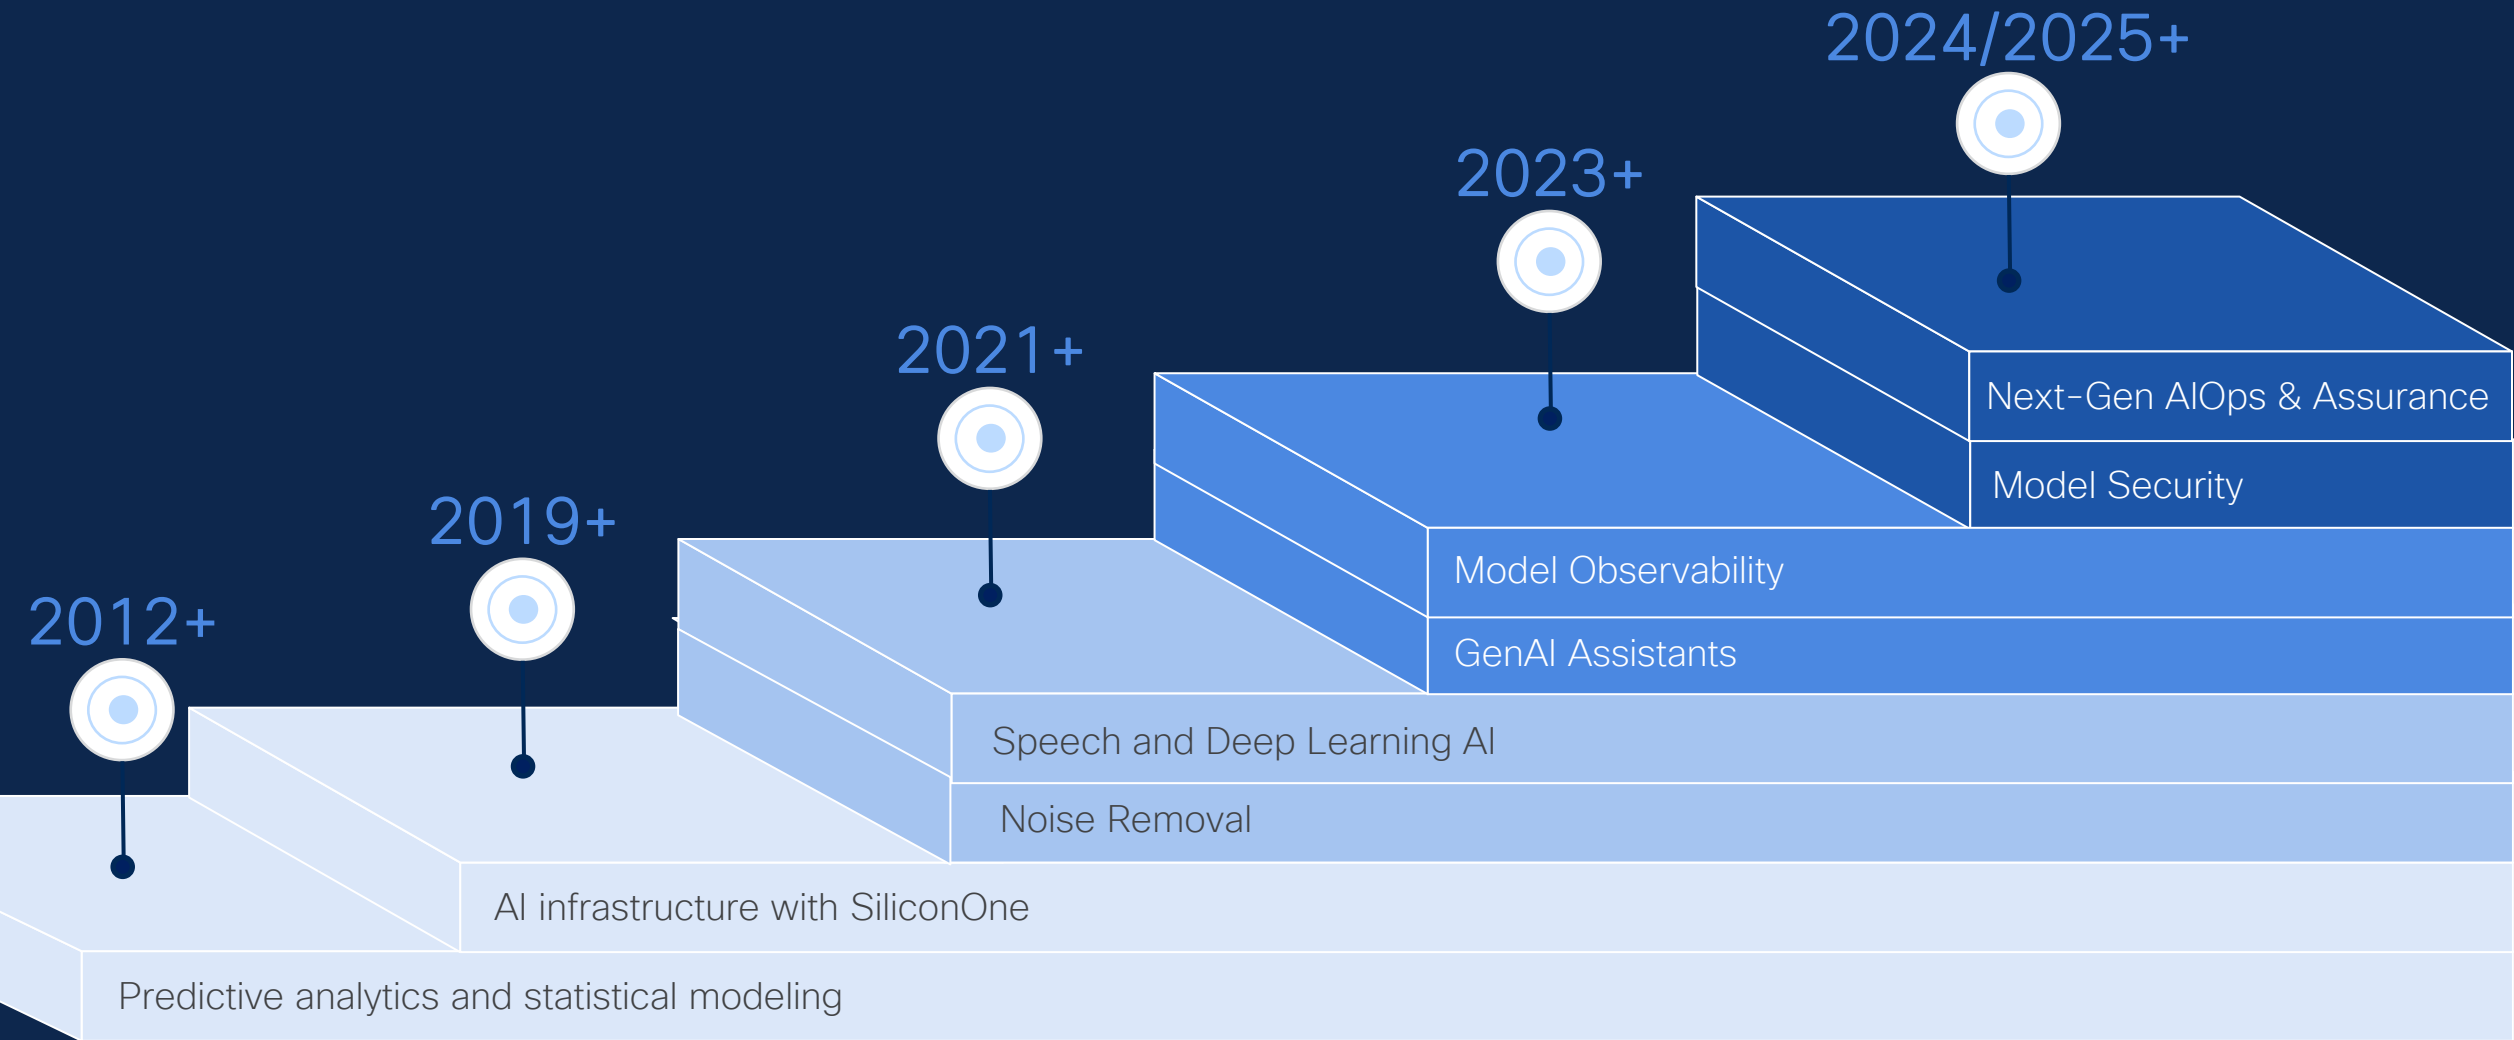 2024/2025+
2023+
2021+
2019+
2012+
Next-Gen AIOps & Assurance
Model Security
Model Observability
GenAI Assistants
Speech and Deep Learning AI
Noise Removal
AI infrastructure with SiliconOne
Predictive analytics and statistical modeling